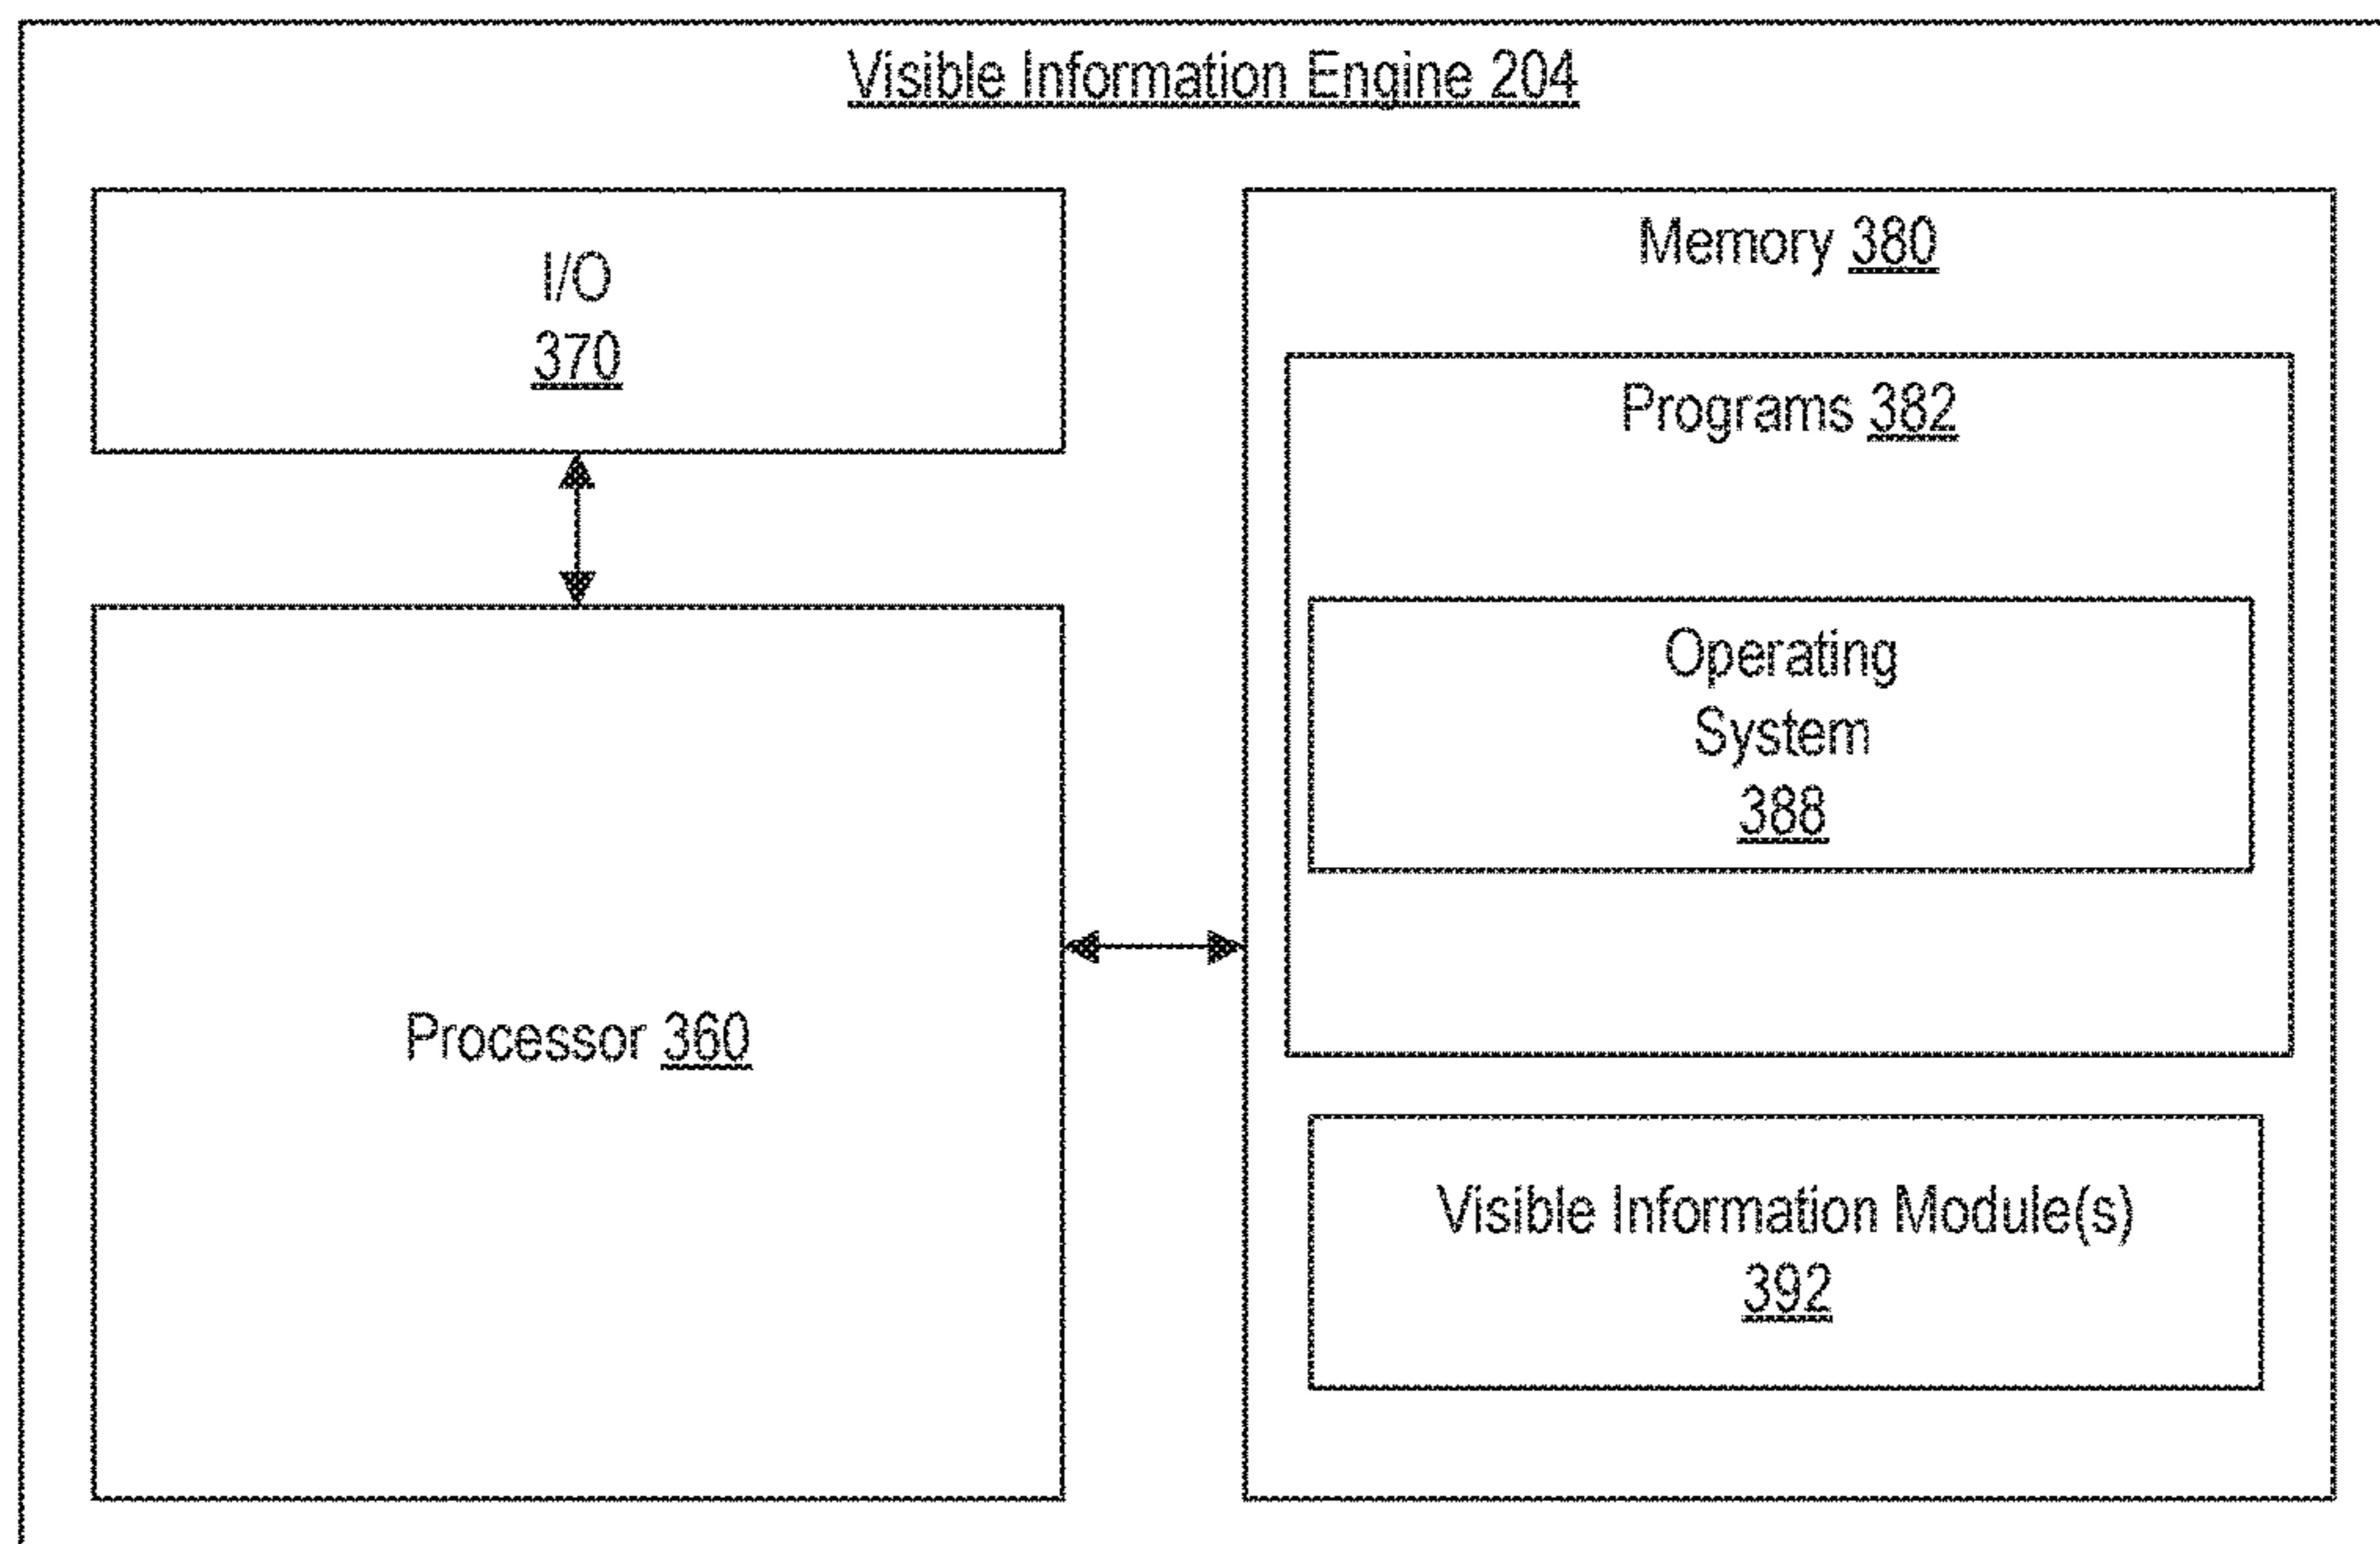 Visible Information Engine 204
I/O
370
Memory 380
Programs 382
Operating
System
388
Processor 360
Visible Information Module(s)
392